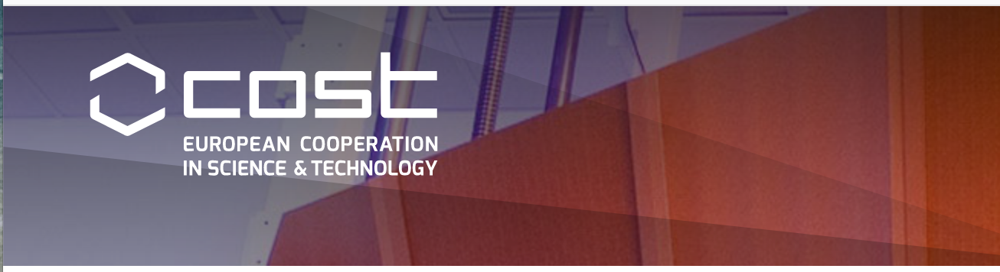 cost
EUROPEAN COOPERATION
IN SCIENCE & TECHNOLOGY